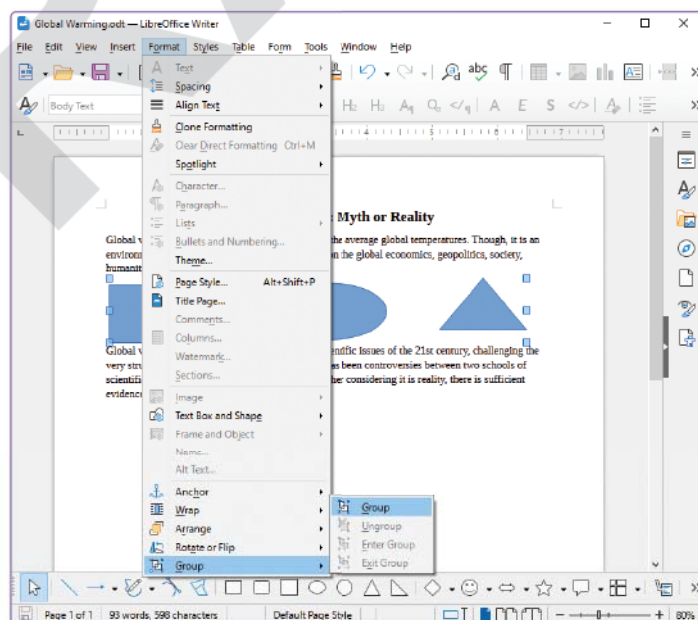 Global Warming.odt — LibreOffice Writer
File Edit View Insert Format Styles Table Form Tools Window Help
Body Text
Text
Spacing
Align Text
Clone Formatting
Clear Direct Formatting Ctrl+M
Spotlight
Character...
Paragraph...
Lists
Bullets and Numbering...
Theme...
Page Style... Alt+Shift+P
Title Page...
Comments...
Columns...
Watermark...
Sections...
Image
Text Box and Shape
Frame and Object
Name...
Alt Text...
Anchor
Wrap
Arrange
Rotate or Flip
Group
Group
Ungroup
Enter Group
Exit Group
: Myth or Reality
Global the average global temperatures. Though, it is an
environ on the global economics, geopolitics, society,
humanit
Global entific issues of the 21st century, challenging the
very stru as been controversies between two schools of
scientifi her considering it is reality, there is sufficient
evidenc
Page 1 of 1 93 words, 598 characters Default Page Style 80%